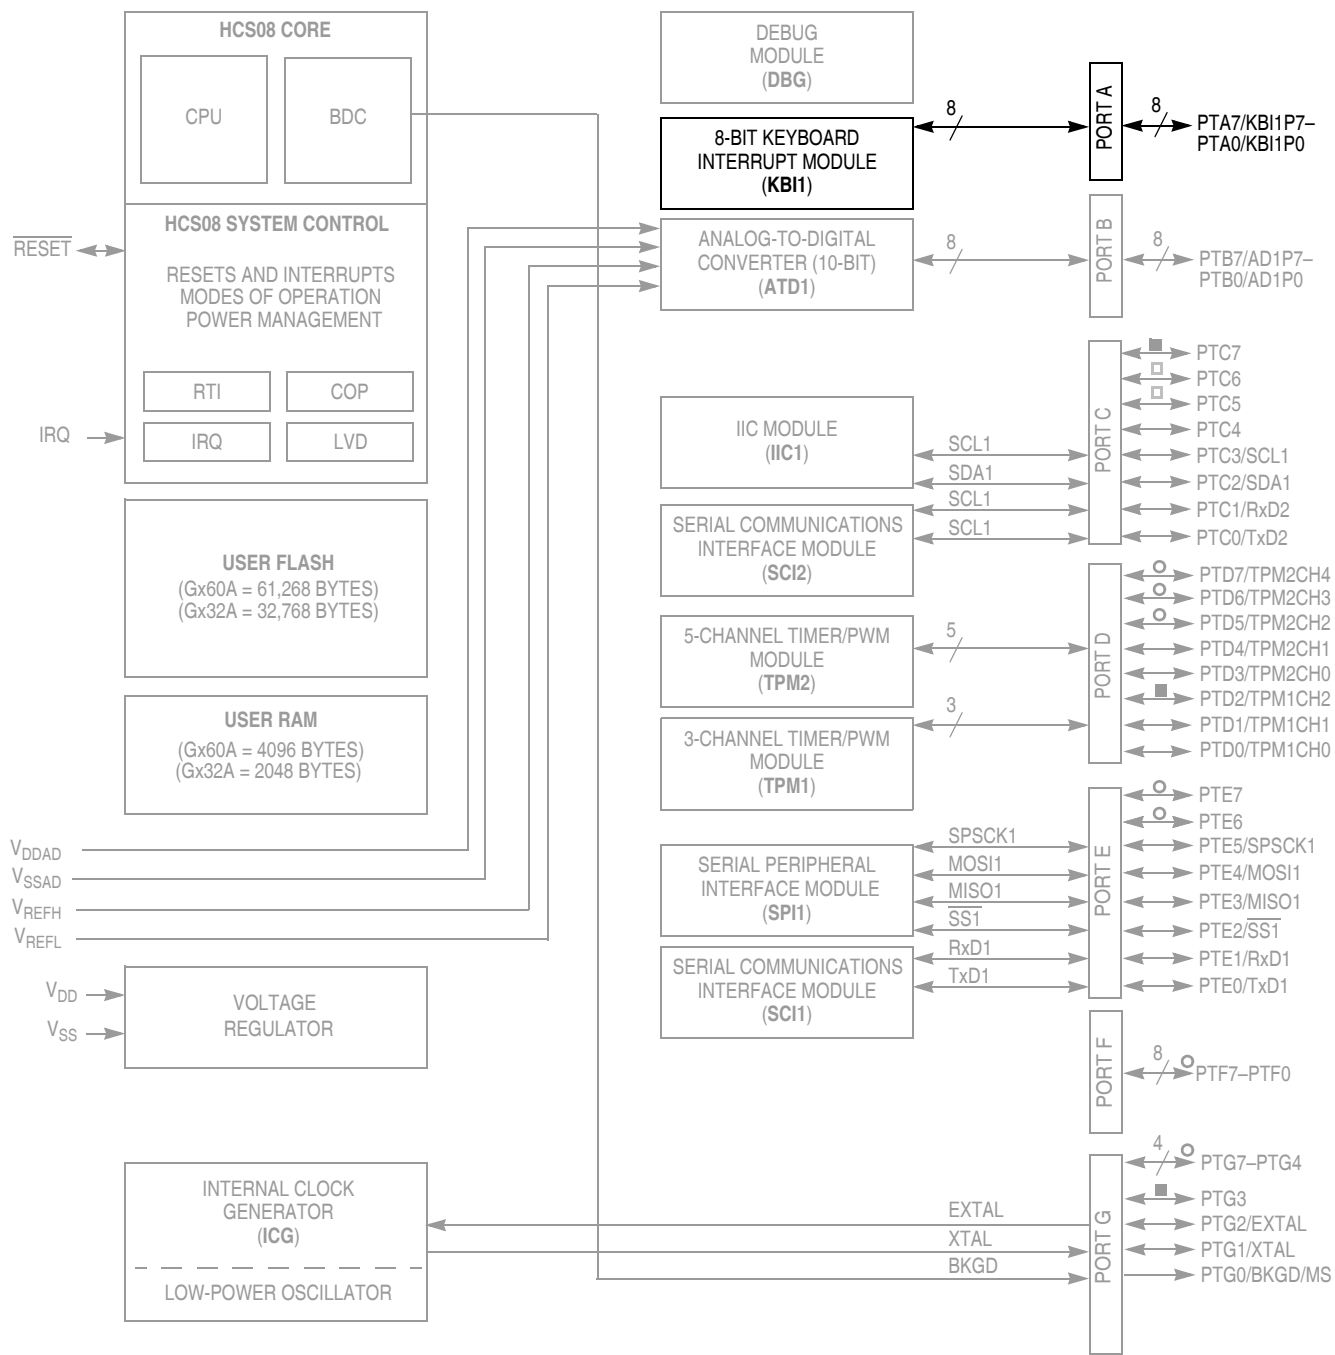 HCS08 CORE
CPU
BDC
HCS08 SYSTEM CONTROL
RESETS AND INTERRUPTS
MODES OF OPERATION
POWER MANAGEMENT
RTI
COP
IRQ
LVD
RESET
IRQ
USER FLASH
(Gx60A = 61,268 BYTES)
(Gx32A = 32,768 BYTES)
USER RAM
(Gx60A = 4096 BYTES)
(Gx32A = 2048 BYTES)
VDDAD
VSSAD
VREFH
VREFL
VDD
VSS
VOLTAGE
REGULATOR
INTERNAL CLOCK
GENERATOR
(ICG)
LOW-POWER OSCILLATOR
DEBUG
MODULE
(DBG)
8-BIT KEYBOARD
INTERRUPT MODULE
(KBI1)
8
PORT A
8
PTA7/KBI1P7–
PTA0/KBI1P0
ANALOG-TO-DIGITAL
CONVERTER (10-BIT)
(ATD1)
8
PORT B
8
PTB7/AD1P7–
PTB0/AD1P0
IIC MODULE
(IIC1)
SCL1
SDA1
SERIAL COMMUNICATIONS
INTERFACE MODULE
(SCI2)
SCL1
SCL1
PORT C
PTC7
PTC6
PTC5
PTC4
PTC3/SCL1
PTC2/SDA1
PTC1/RxD2
PTC0/TxD2
5-CHANNEL TIMER/PWM
MODULE
(TPM2)
5
3-CHANNEL TIMER/PWM
MODULE
(TPM1)
3
PORT D
PTD7/TPM2CH4
PTD6/TPM2CH3
PTD5/TPM2CH2
PTD4/TPM2CH1
PTD3/TPM2CH0
PTD2/TPM1CH2
PTD1/TPM1CH1
PTD0/TPM1CH0
SERIAL PERIPHERAL
INTERFACE MODULE
(SPI1)
SPSCK1
MOSI1
MISO1
SS1
SERIAL COMMUNICATIONS
INTERFACE MODULE
(SCI1)
RxD1
TxD1
PORT E
PTE7
PTE6
PTE5/SPSCK1
PTE4/MOSI1
PTE3/MISO1
PTE2/SS1
PTE1/RxD1
PTE0/TxD1
PORT F
8
PTF7–PTF0
EXTAL
XTAL
BKGD
PORT G
4
PTG7–PTG4
PTG3
PTG2/EXTAL
PTG1/XTAL
PTG0/BKGD/MS